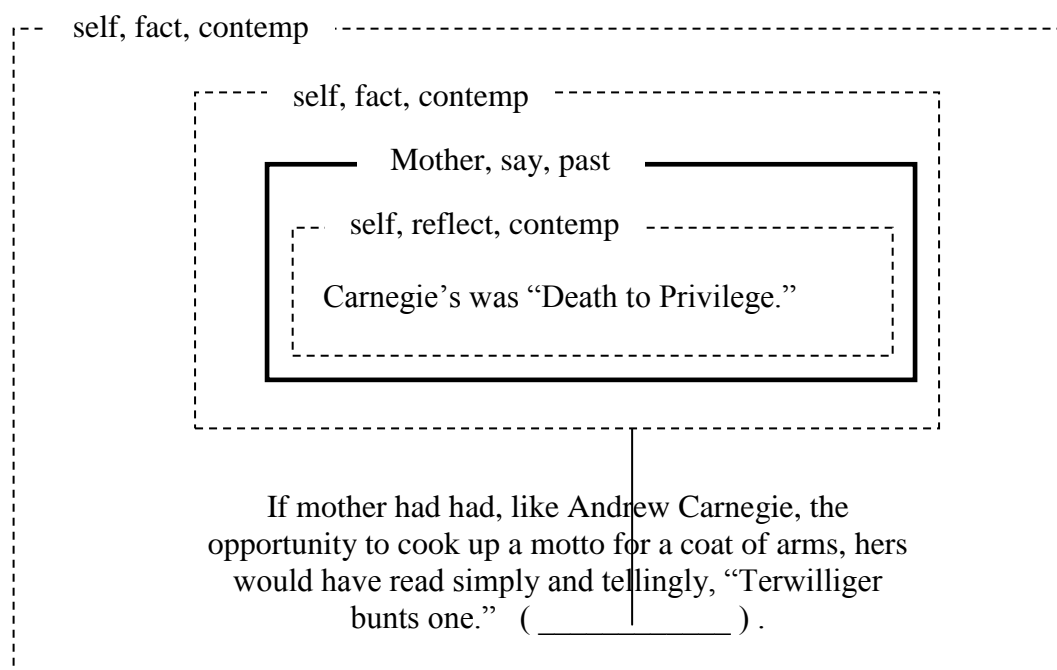 self, fact, contemp
self, fact, contemp
Mother, say, past
self, reflect, contemp
Carnegie’s was “Death to Privilege.”
If mother had had, like Andrew Carnegie, the
opportunity to cook up a motto for a coat of arms, hers
would have read simply and tellingly, “Terwilliger
bunts one.” ( ____________ ) .